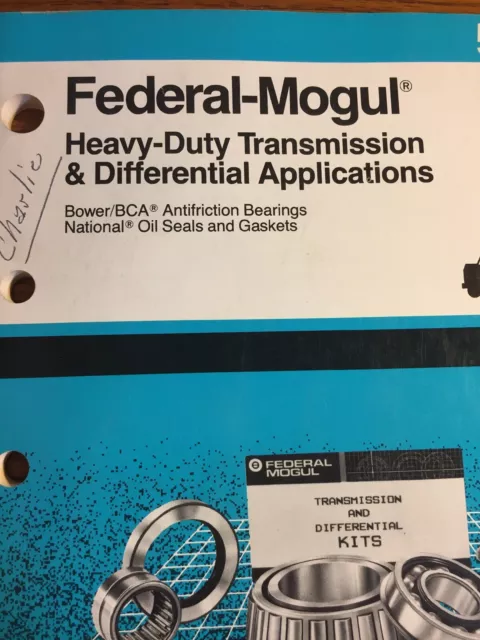 Federal-Mogul®
Heavy-Duty Transmission
& Differential Applications
Bower/BCA® Antifriction Bearings
National® Oil Seals and Gaskets
Charlie
FEDERAL
MOGUL
TRANSMISSION
AND
DIFFERENTIAL
KITS